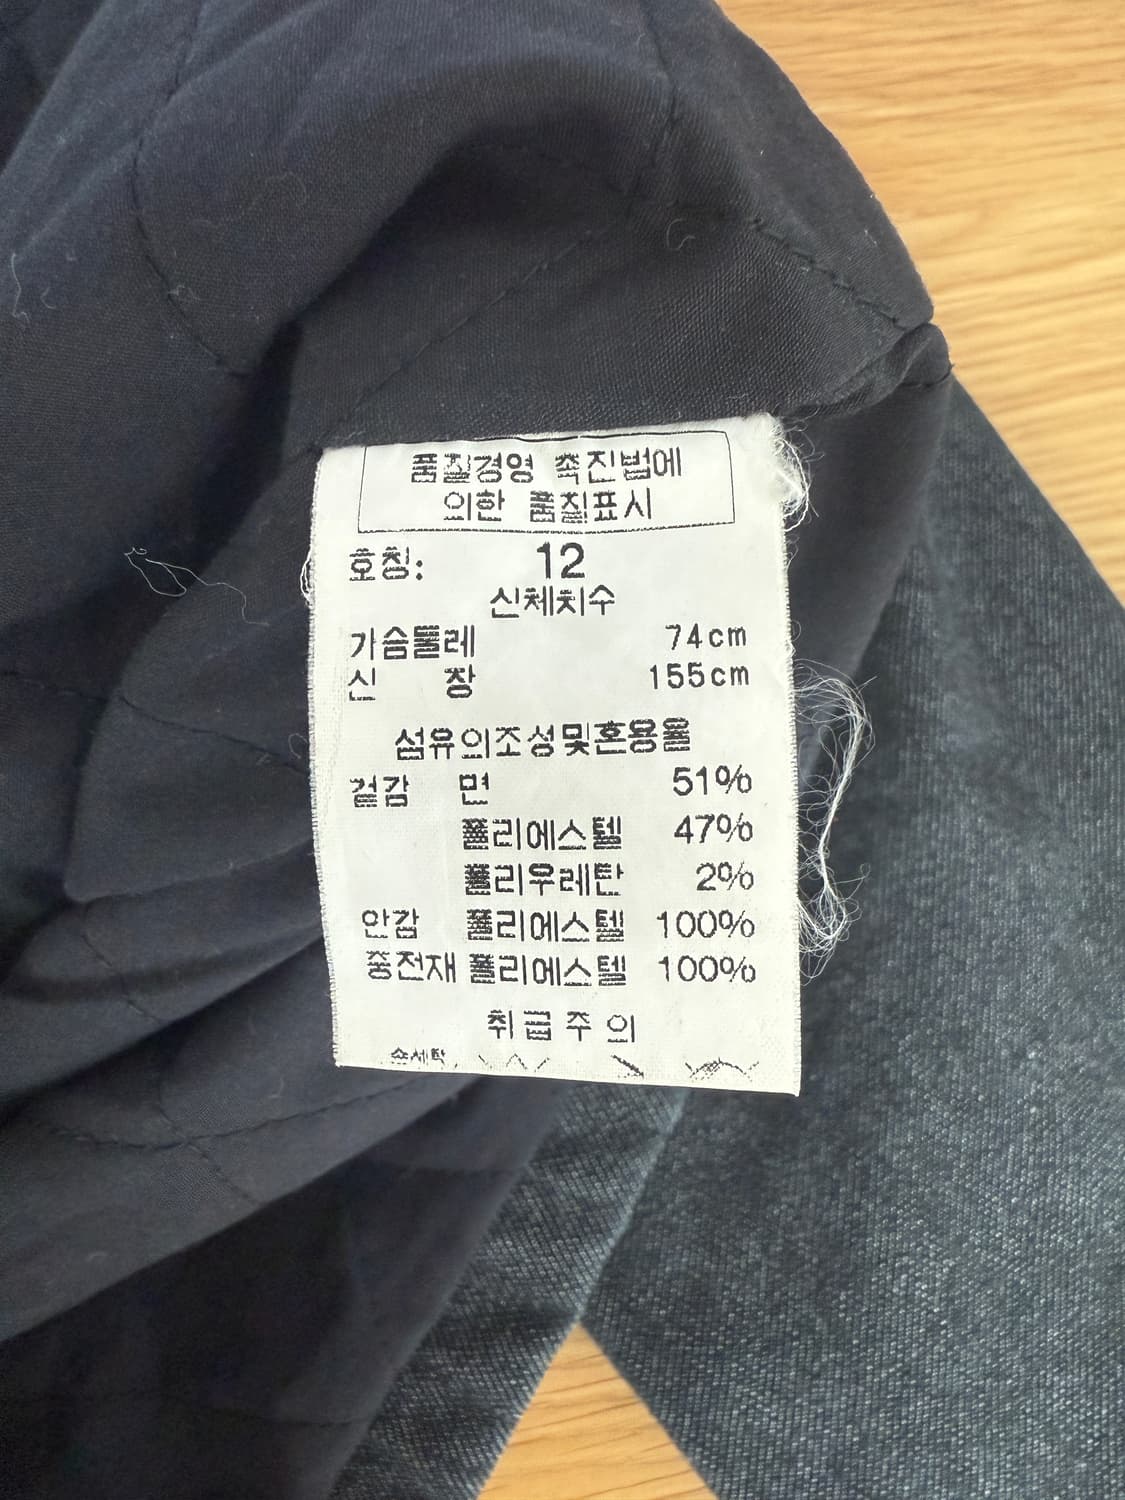 품질경영 촉진법에
의한 품질표시
호칭: 12
신체치수
가슴둘레 74cm
신 장 155cm
섬유의조성및혼용율
겉감 면 51%
폴리에스텔 47%
폴리우레탄 2%
안감 폴리에스텔 100%
충전재 폴리에스텔 100%
취급주의